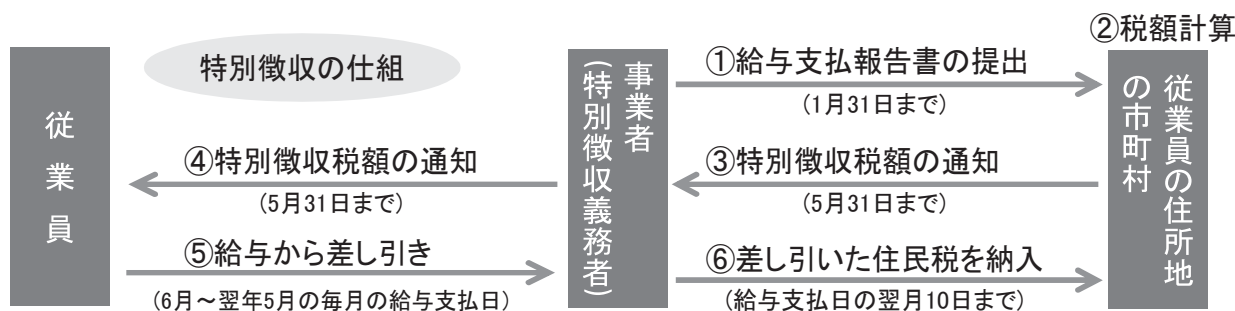 特別徴収の仕組
従業員
事業者
(特別徴収義務者)
②税額計算
従業員の住所地
の市町村
①給与支払報告書の提出
(1月31日まで)
③特別徴収税額の通知
(5月31日まで)
④特別徴収税額の通知
(5月31日まで)
⑤給与から差し引き
(6月～翌年5月の毎月の給与支払日)
⑥差し引いた住民税を納入
(給与支払日の翌月10日まで)